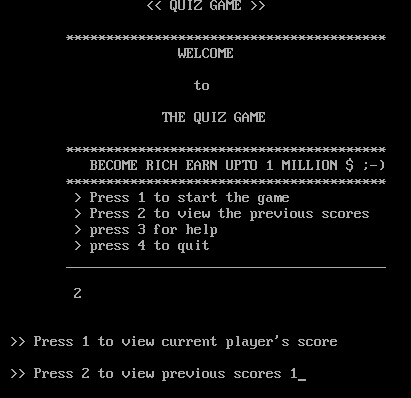 << QUIZ GAME >>
****************************************
WELCOME
to
THE QUIZ GAME
****************************************
BECOME RICH EARN UPTO 1 MILLION $ ;-)
****************************************
> Press 1 to start the game
> Press 2 to view the previous scores
> press 3 for help
> press 4 to quit
________________________________________
2
>> Press 1 to view current player's score
>> Press 2 to view previous scores 1_